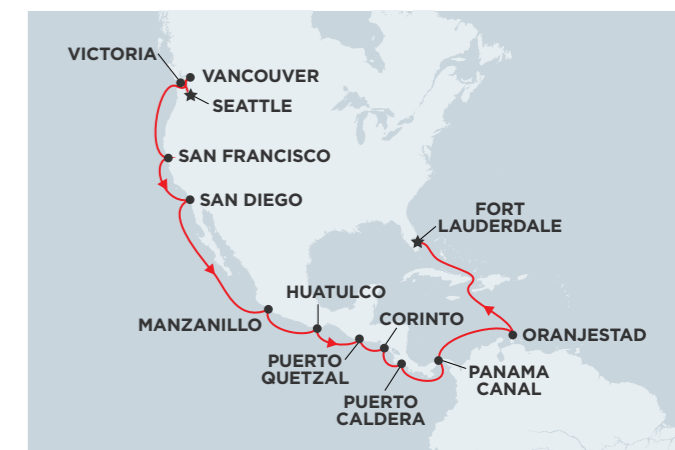 VICTORIA
VANCOUVER
SEATTLE
SAN FRANCISCO
SAN DIEGO
FORT
LAUDERDALE
HUATULCO
MANZANILLO
CORINTO
ORANJESTAD
PUERTO
QUETZAL
PANAMA
CANAL
PUERTO
CALDERA